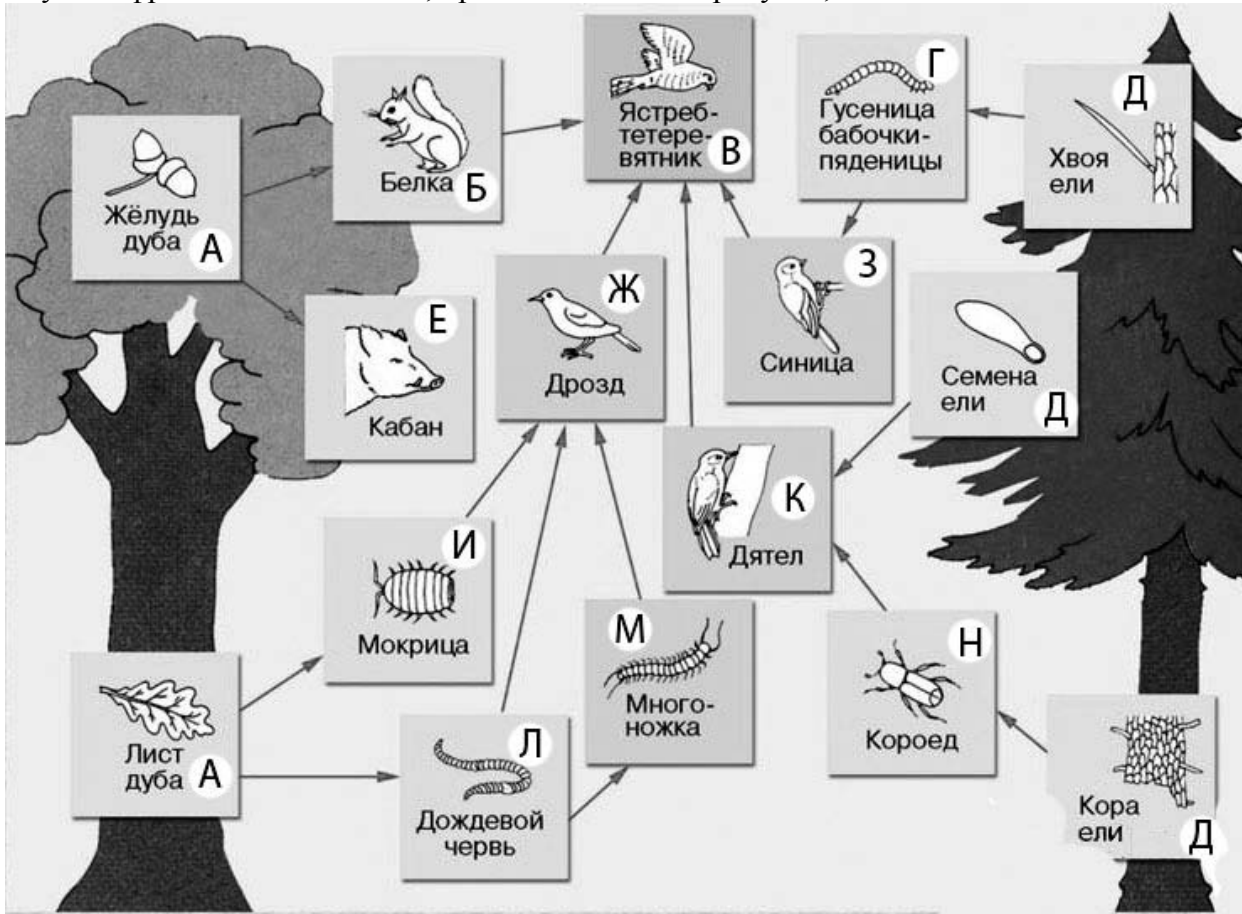 Ястреб-
тетере-
вятник
В
Г
Гусеница
бабочки-
пяденицы
Д
Хвоя
ели
Белка
Б
Жёлудь
дуба
А
Е
Кабан
Ж
Дрозд
З
Синица
Семена
ели
Д
И
Мокрица
К
Дятел
М
Много-
ножка
Н
Короед
Лист
дуба
А
Л
Дождевой
червь
Кора
ели
Д